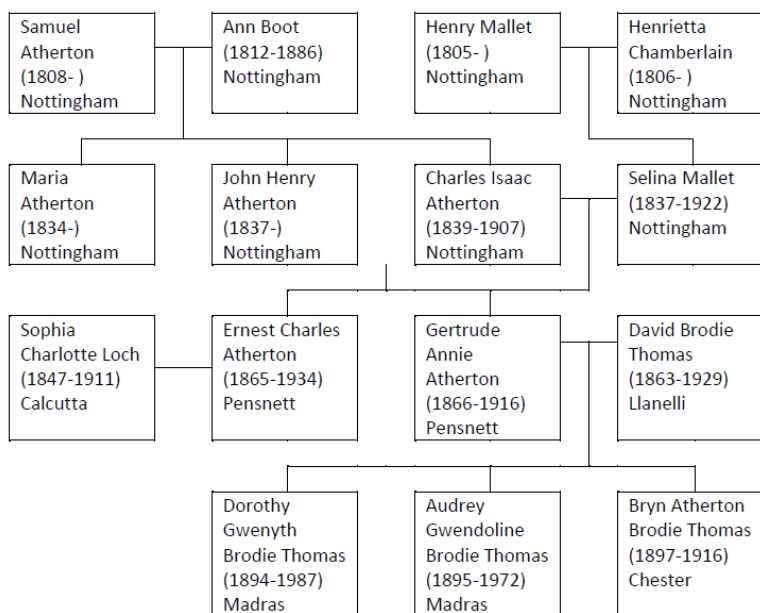 Samuel
Atherton
(1808- )
Nottingham
Ann Boot
(1812-1886)
Nottingham
Henry Mallet
(1805- )
Nottingham
Henrietta
Chamberlain
(1806- )
Nottingham
Maria
Atherton
(1834-)
Nottingham
John Henry
Atherton
(1837-)
Nottingham
Charles Isaac
Atherton
(1839-1907)
Nottingham
Selina Mallet
(1837-1922)
Nottingham
Sophia
Charlotte Loch
(1847-1911)
Calcutta
Ernest Charles
Atherton
(1865-1934)
Pensnett
Gertrude
Annie
Atherton
(1866-1916)
Pensnett
David Brodie
Thomas
(1863-1929)
Llanelli
Dorothy
Gwenyth
Brodie Thomas
(1894-1987)
Madras
Audrey
Gwendoline
Brodie Thomas
(1895-1972)
Madras
Bryn Atherton
Brodie Thomas
(1897-1916)
Chester